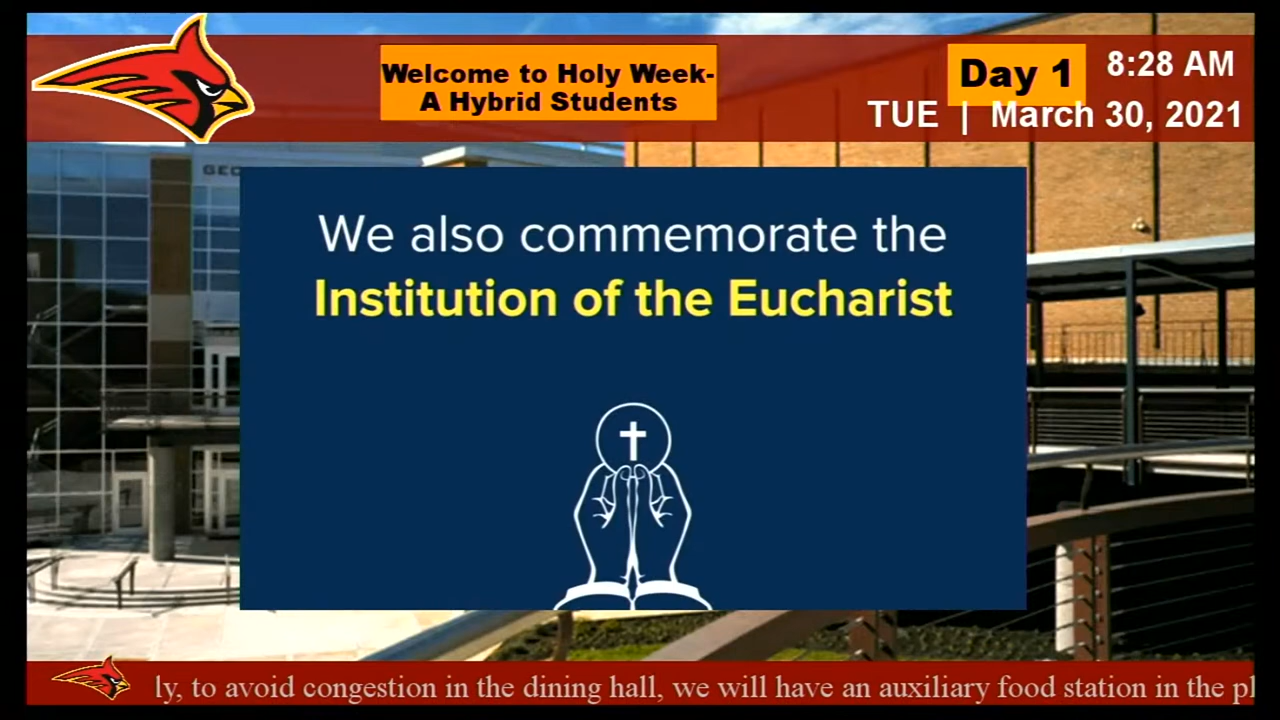 Welcome to Holy Week-
A Hybrid Students
Day 1
8:28 AM
TUE | March 30, 2021
We also commemorate the
Institution of the Eucharist
ly, to avoid congestion in the dining hall, we will have an auxiliary food station in the pl